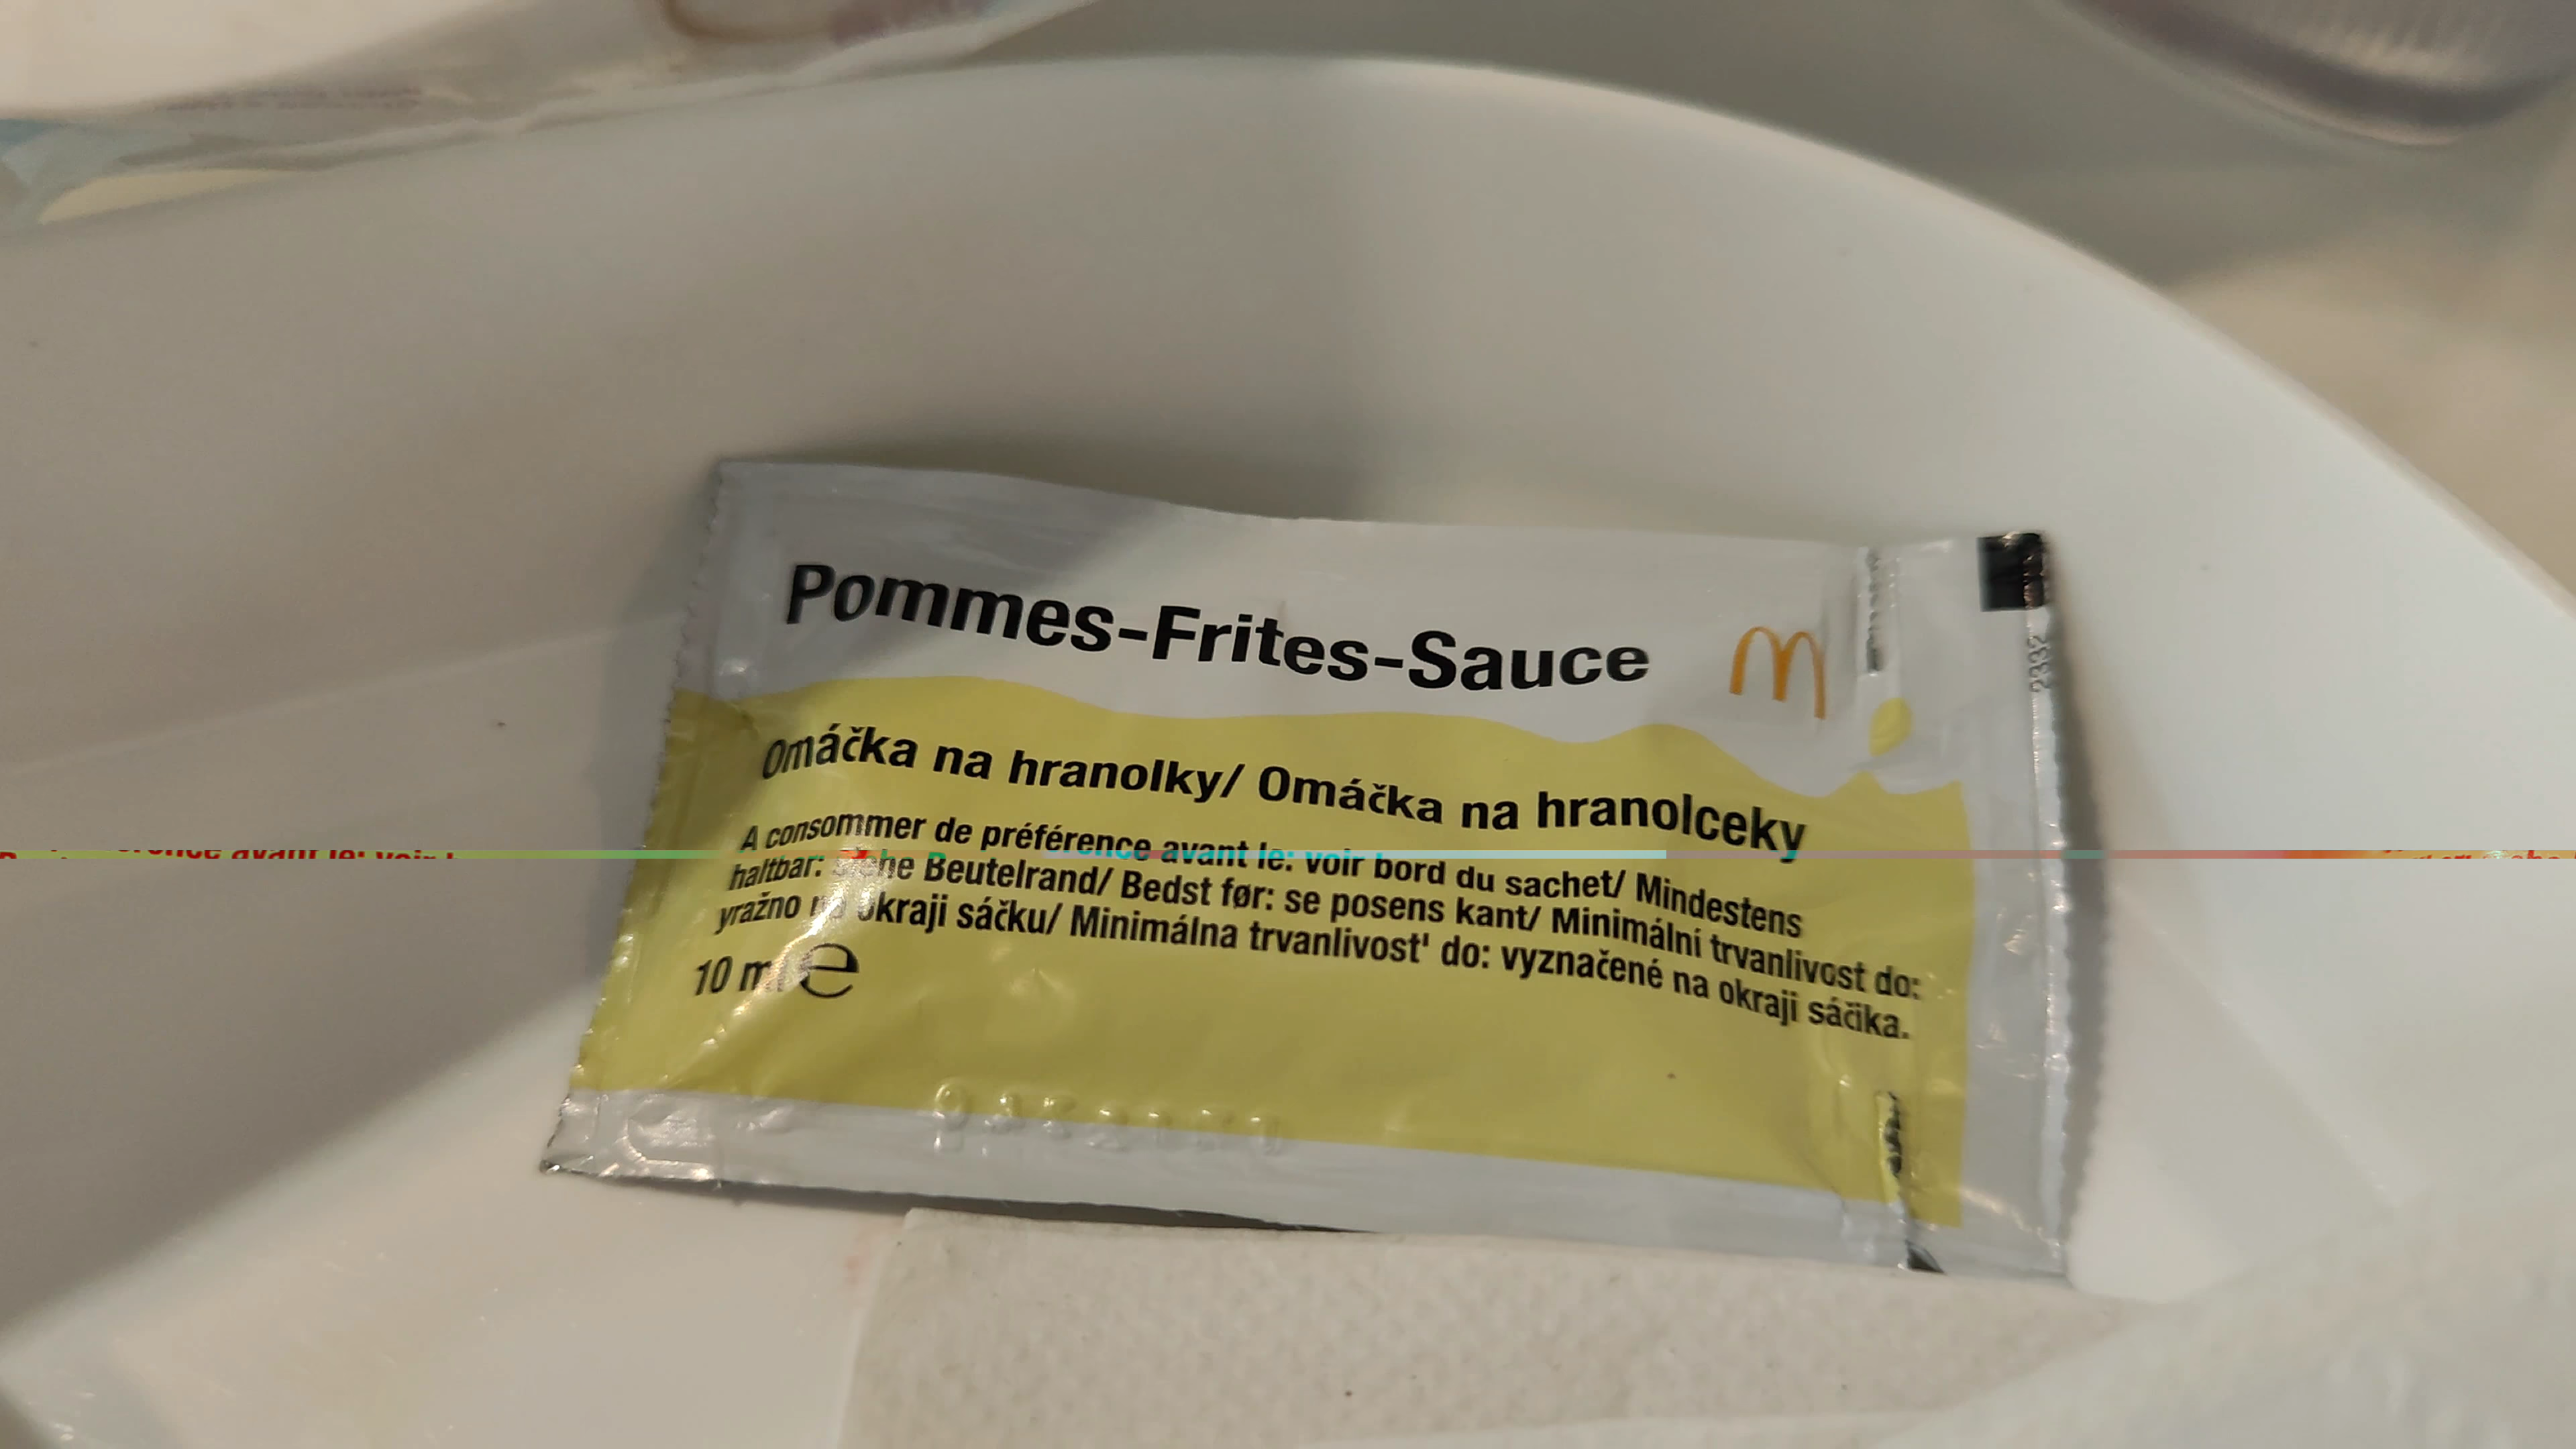 Pommes-Frites-Sauce
Omáčka na hranolky/ Omáčka na hranolceky
A consommer de préférence avant le: voir bord du sachet/ Mindestens
haltbar: Beutelrand/ Bedst før: se posens kant/ Minimální trvanlivost do:
yražno okraji sáčku/ Minimálna trvanlivost' do: vyznačené na okraji sáčika.
10 ml e
2332